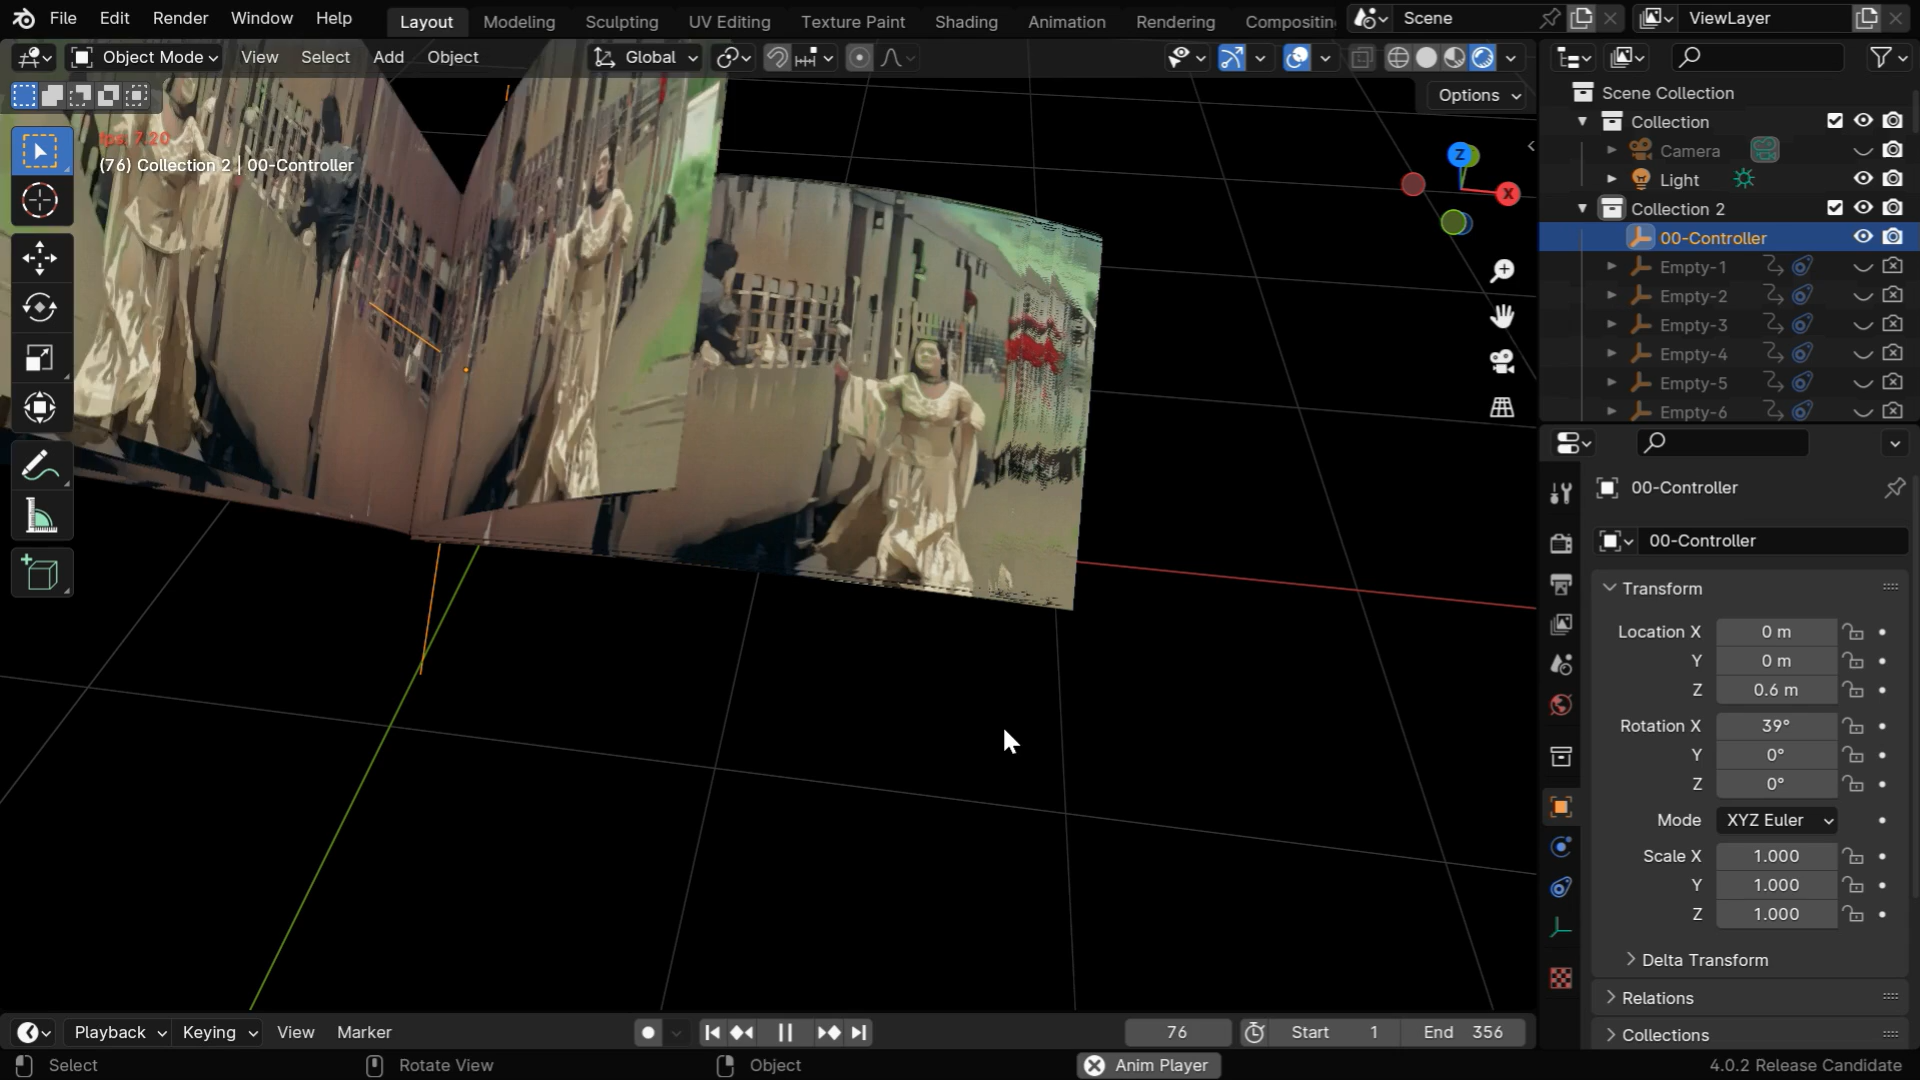 File Edit Render Window Help
Layout Modeling Sculpting UV Editing Texture Paint Shading Animation Rendering
Scene
ViewLayer
Object Mode View Select Add Object
Global
Options
fps: 7.20
(76) Collection 2 | 00-Controller
Z
X
Scene Collection
Collection
Camera
Light
Collection 2
00-Controller
Empty-1
Empty-2
Empty-3
Empty-4
Empty-5
Empty-6
00-Controller
00-Controller
Transform
Location X 0 m
Y 0 m
Z 0.6 m
Rotation X 39°
Y 0°
Z 0°
Mode XYZ Euler
Scale X 1.000
Y 1.000
Z 1.000
Delta Transform
Relations
Collections
Playback Keying View Marker
76
Start 1
End 356
Select
Rotate View
Object
Anim Player
4.0.2 Release Candidate